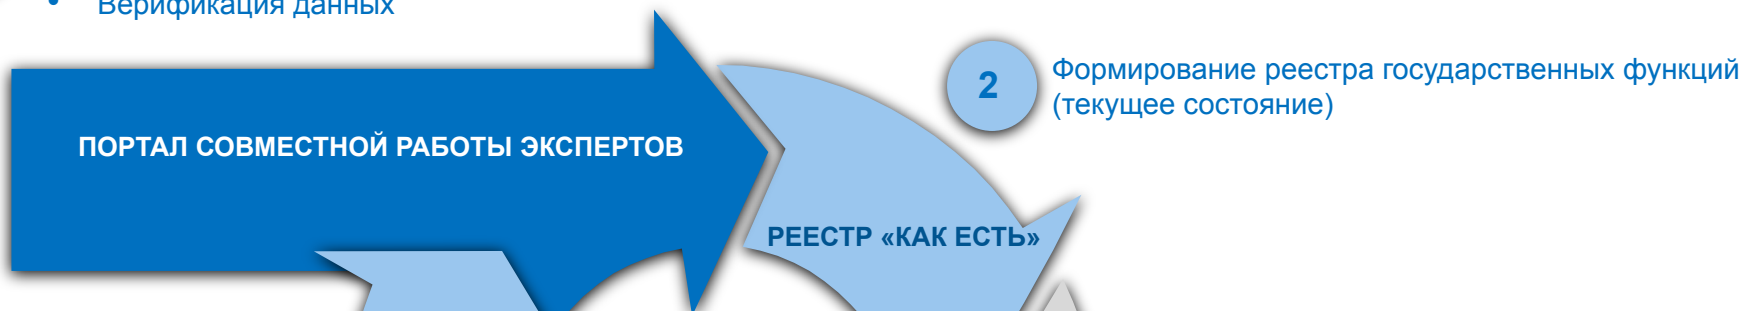 • Верификация данных
2
Формирование реестра государственных функций
(текущее состояние)
ПОРТАЛ СОВМЕСТНОЙ РАБОТЫ ЭКСПЕРТОВ
РЕЕСТР «КАК ЕСТЬ»